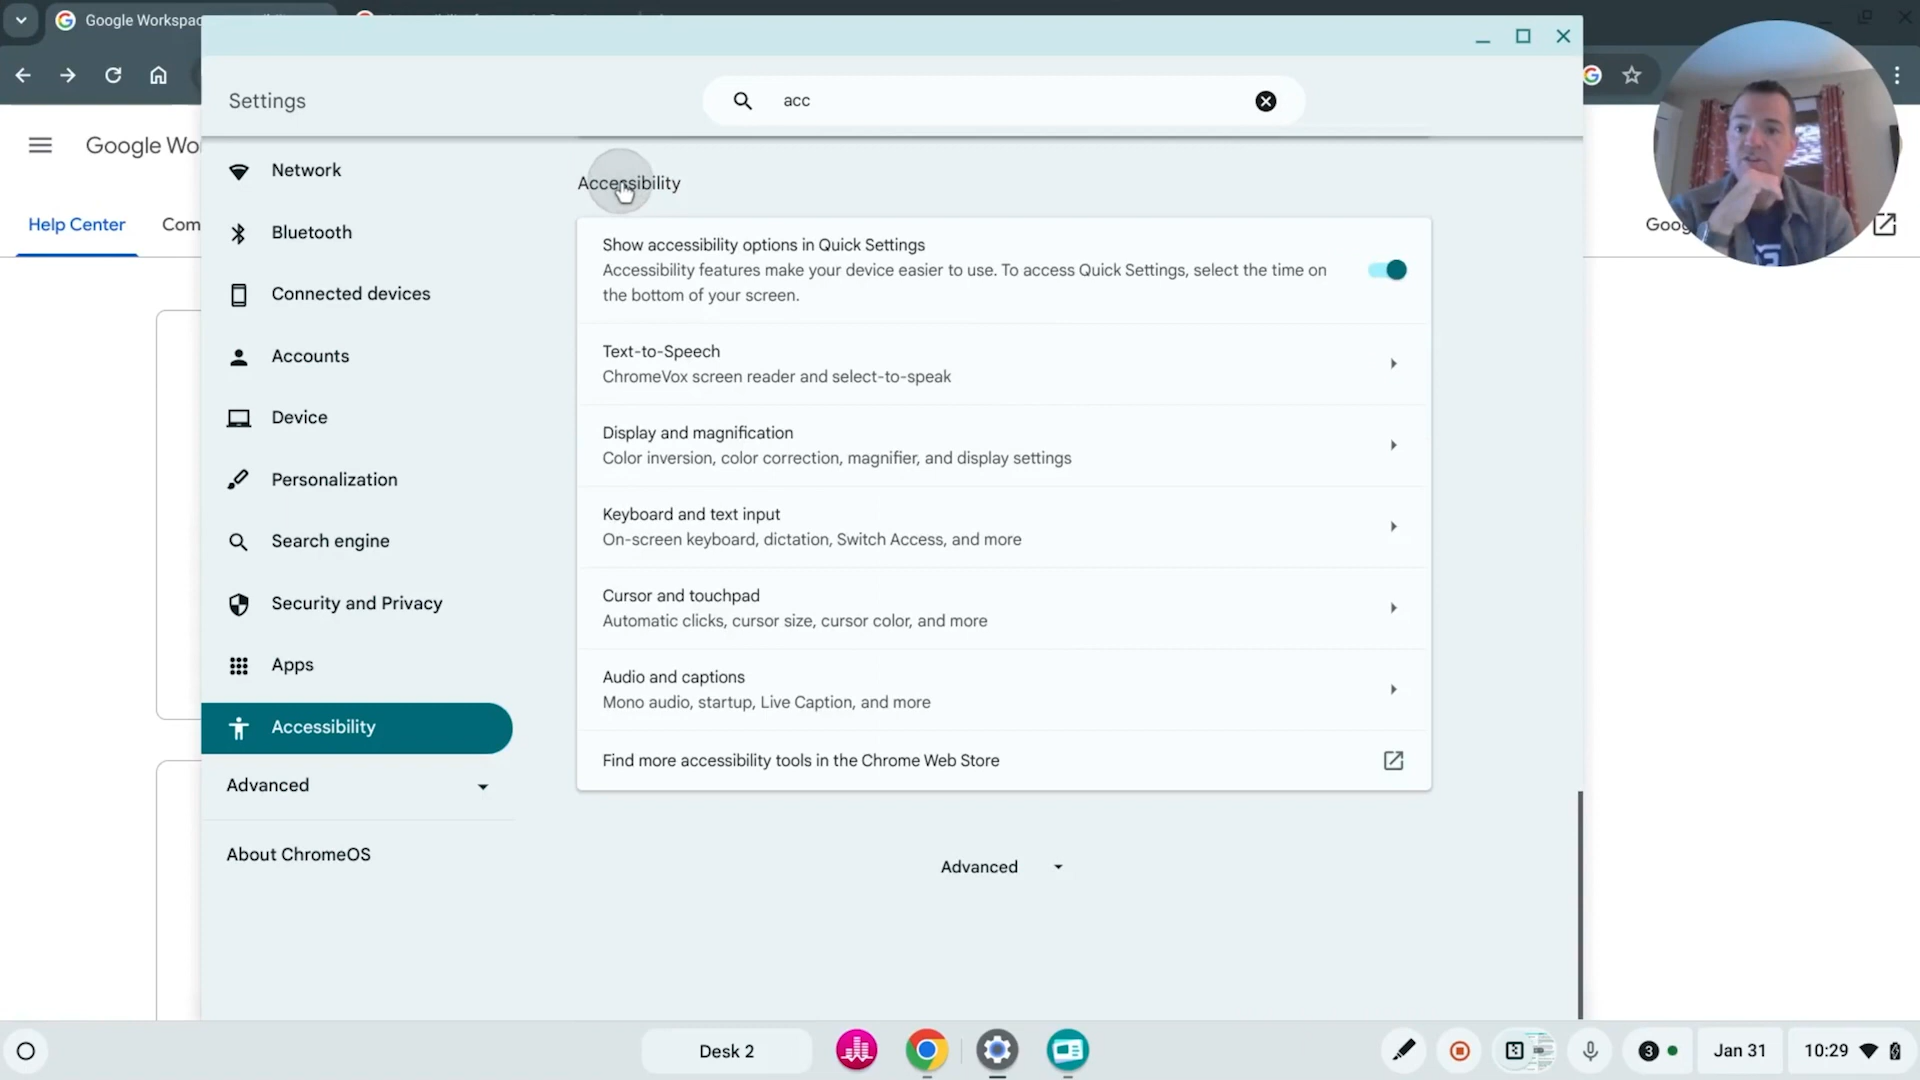 Google Workspac
Settings
acc
Google Wo
Help Center
Com
Goog
Network
Bluetooth
Connected devices
Accounts
Device
Personalization
Search engine
Security and Privacy
Apps
Accessibility
Advanced
About ChromeOS
Accessibility
Show accessibility options in Quick Settings
Accessibility features make your device easier to use. To access Quick Settings, select the time on
the bottom of your screen.
Text-to-Speech
ChromeVox screen reader and select-to-speak
Display and magnification
Color inversion, color correction, magnifier, and display settings
Keyboard and text input
On-screen keyboard, dictation, Switch Access, and more
Cursor and touchpad
Automatic clicks, cursor size, cursor color, and more
Audio and captions
Mono audio, startup, Live Caption, and more
Find more accessibility tools in the Chrome Web Store
Advanced
Desk 2
3
Jan 31
10:29